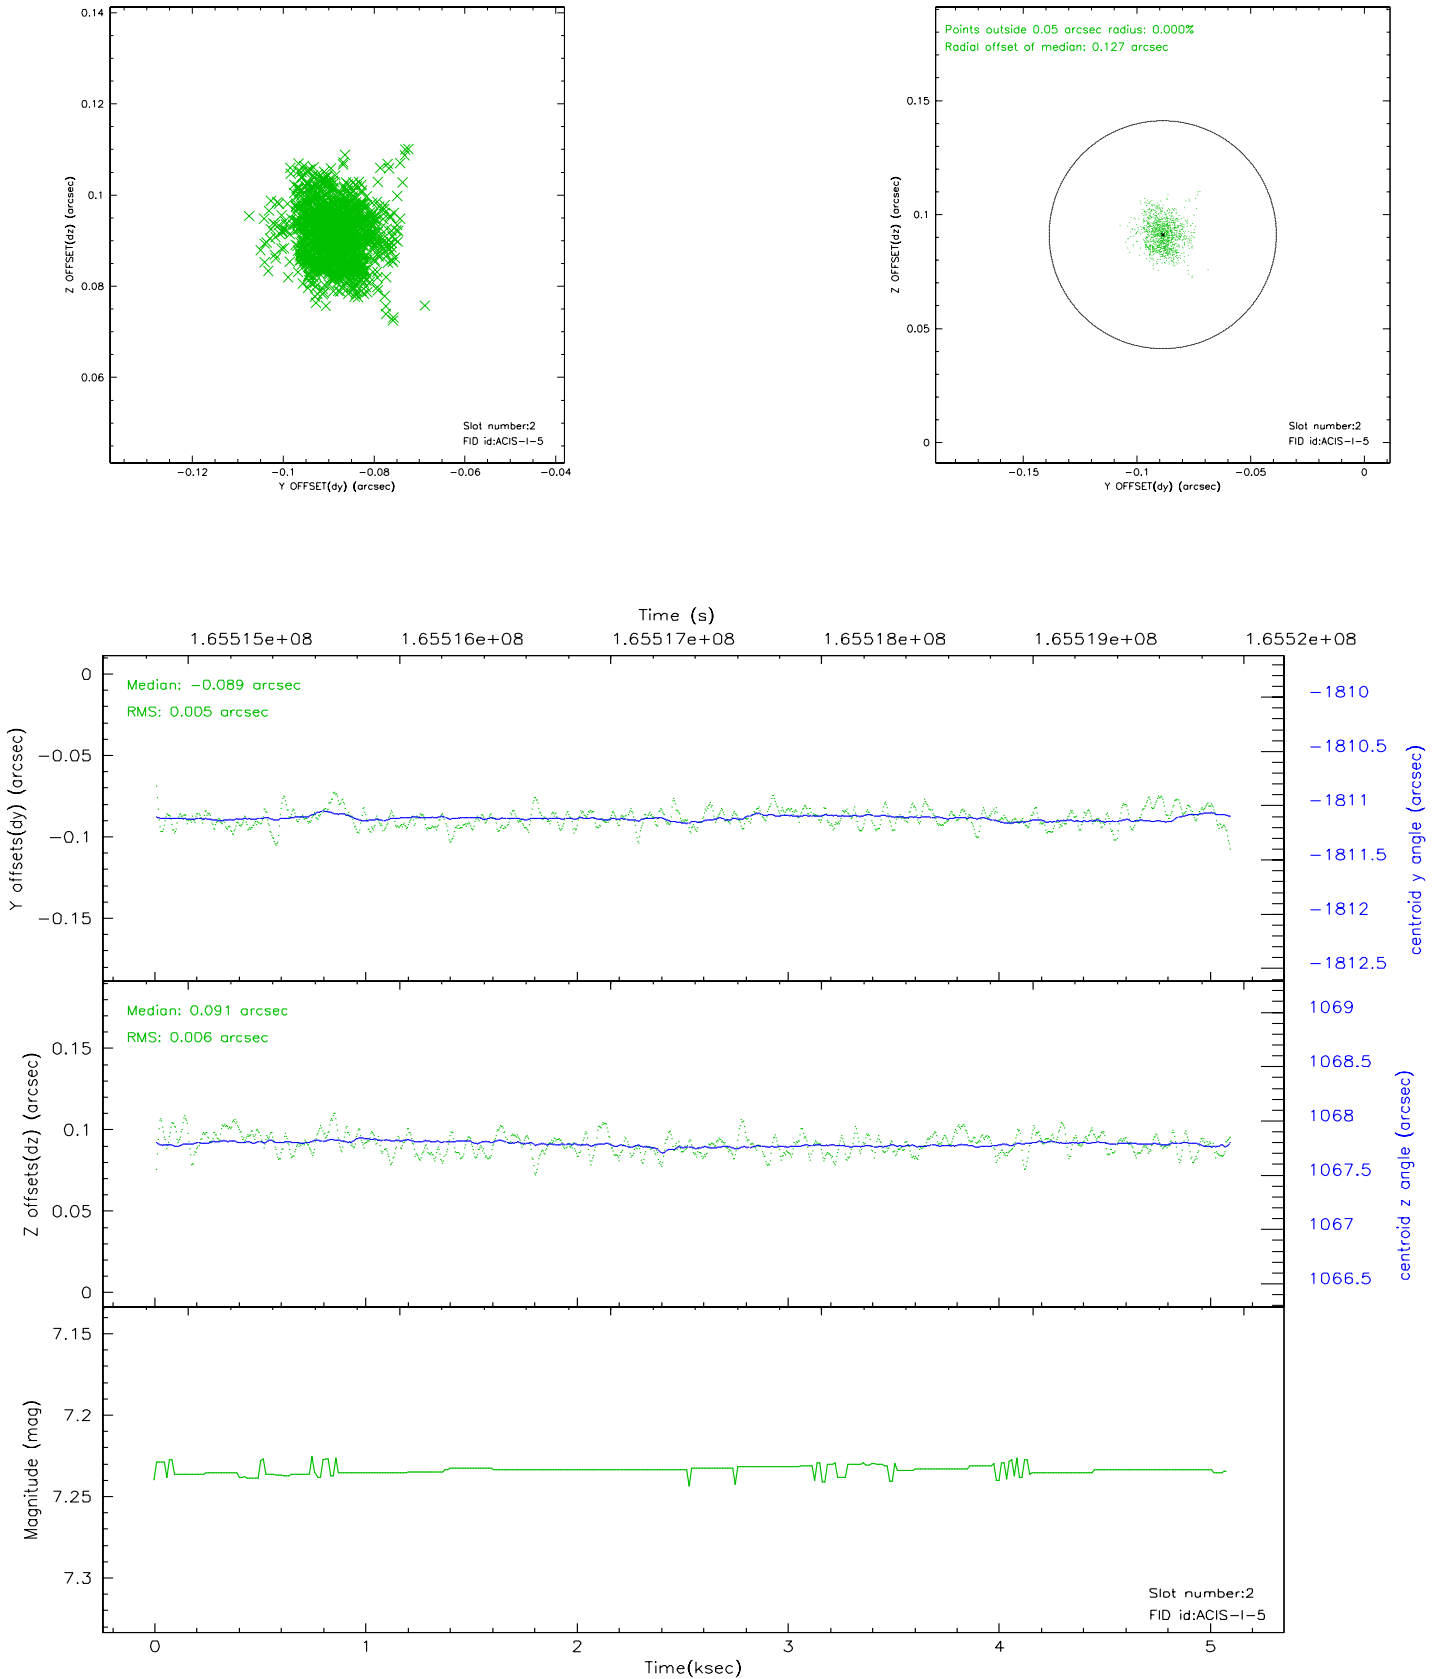 0.14
0.12
0.1
0.08
0.06
Z OFFSET(dz) (arcsec)
Slot number:2
FID id:ACIS-I-5
-0.12 -0.1 -0.08 -0.06 -0.04
Y OFFSET(dy) (arcsec)
Points outside 0.05 arcsec radius: 0.000%
Radial offset of median: 0.127 arcsec
0.15
0.1
0.05
0
Z OFFSET(dz) (arcsec)
Slot number:2
FID id:ACIS-I-5
-0.15 -0.1 -0.05 0
Y OFFSET(dy) (arcsec)
Time (s)
1.65515e+08 1.65516e+08 1.65517e+08 1.65518e+08 1.65519e+08 1.6552e+08
Median: -0.089 arcsec
RMS: 0.005 arcsec
0
-0.05
-0.1
-0.15
Y offsets(dy) (arcsec)
-1810
-1810.5
-1811
-1811.5
-1812
-1812.5
centroid y angle (arcsec)
Median: 0.091 arcsec
RMS: 0.006 arcsec
0.15
0.1
0.05
0
Z offsets(dz) (arcsec)
1069
1068.5
1068
1067.5
1067
1066.5
centroid z angle (arcsec)
7.15
7.2
7.25
7.3
Magnitude (mag)
Slot number:2
FID id:ACIS-I-5
0 1 2 3 4 5
Time(ksec)